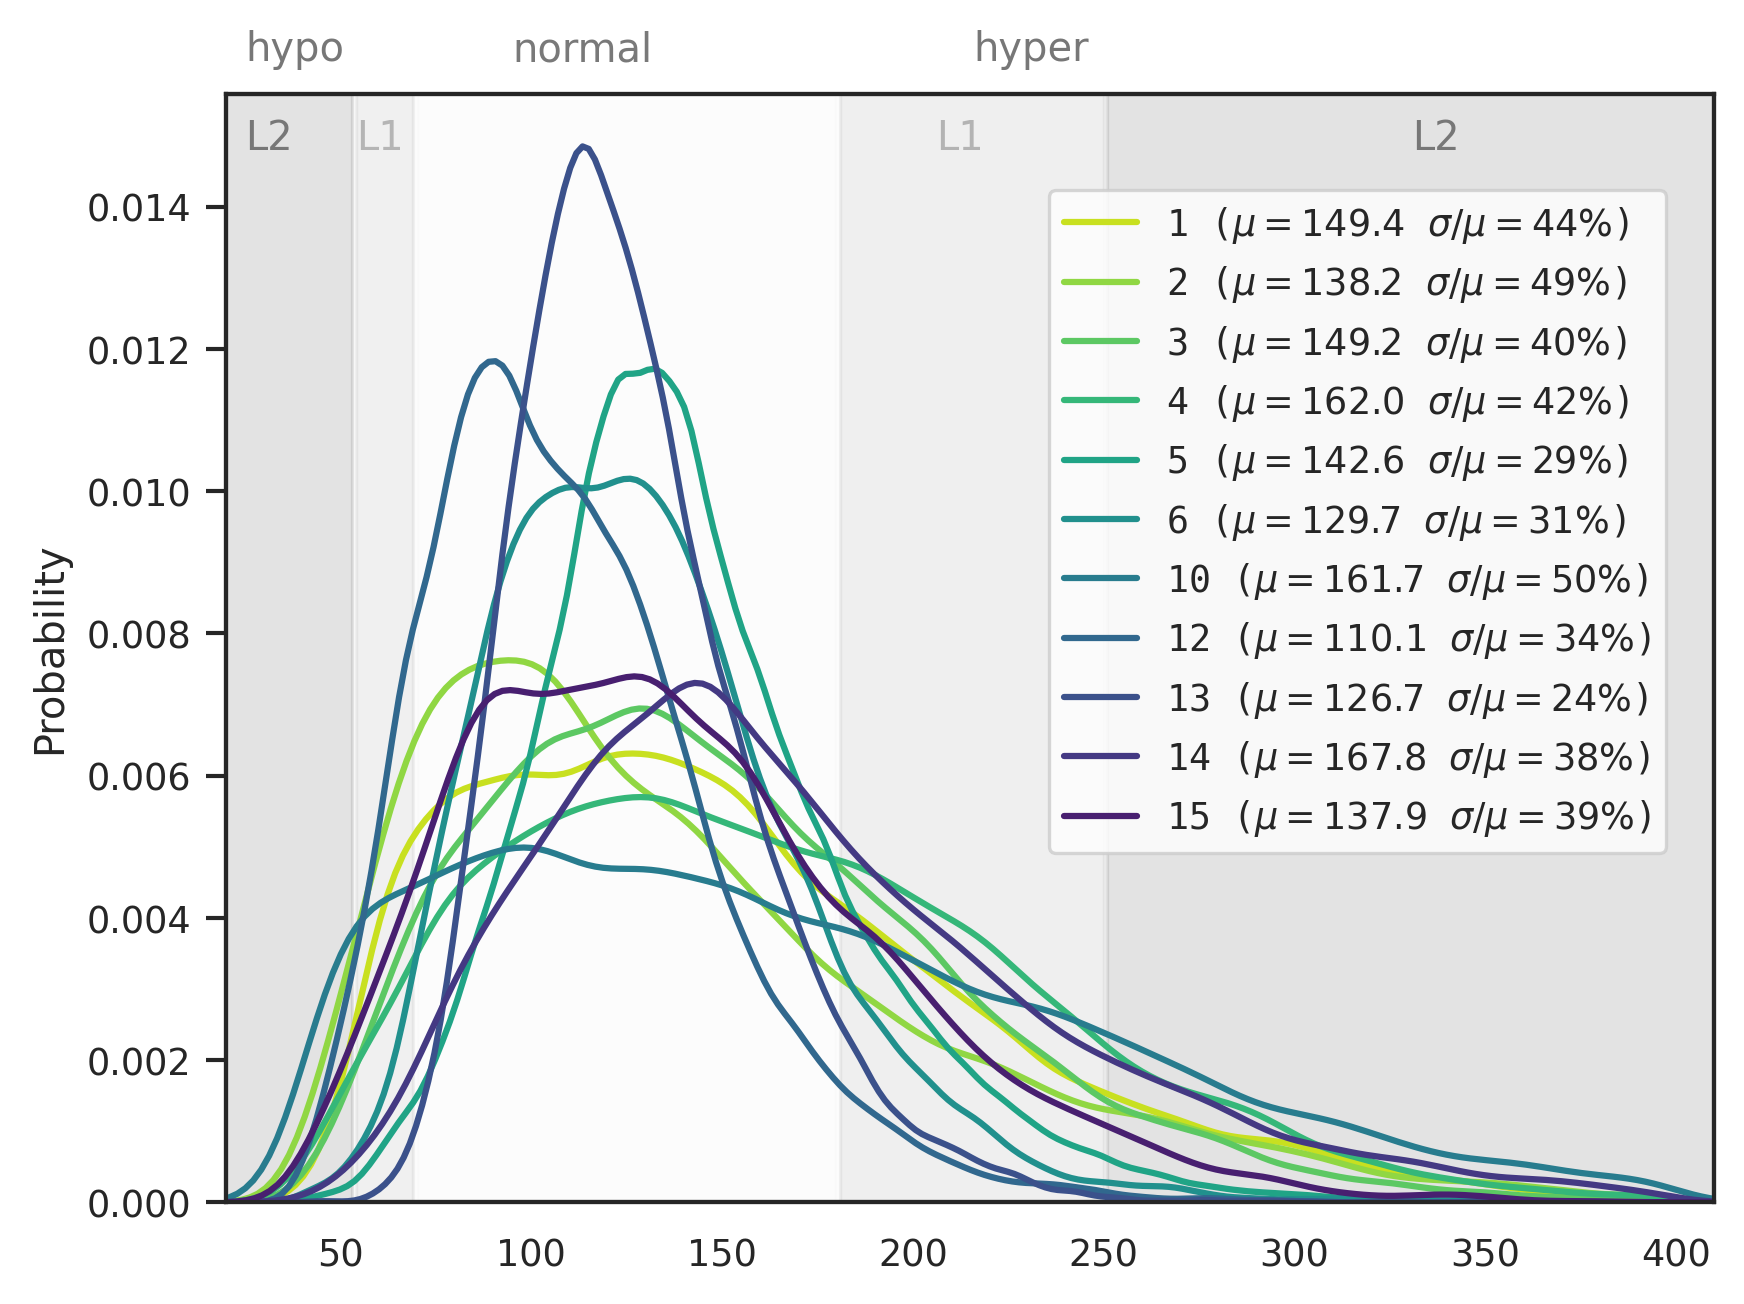 hypo normal hyper
L2 L1 L1 L2
0.014
0.012
0.010
0.008
0.006
0.004
0.002
0.000
Probability
1 (μ = 149.4 σ/μ = 44%)
2 (μ = 138.2 σ/μ = 49%)
3 (μ = 149.2 σ/μ = 40%)
4 (μ = 162.0 σ/μ = 42%)
5 (μ = 142.6 σ/μ = 29%)
6 (μ = 129.7 σ/μ = 31%)
10 (μ = 161.7 σ/μ = 50%)
12 (μ = 110.1 σ/μ = 34%)
13 (μ = 126.7 σ/μ = 24%)
14 (μ = 167.8 σ/μ = 38%)
15 (μ = 137.9 σ/μ = 39%)
50 100 150 200 250 300 350 400